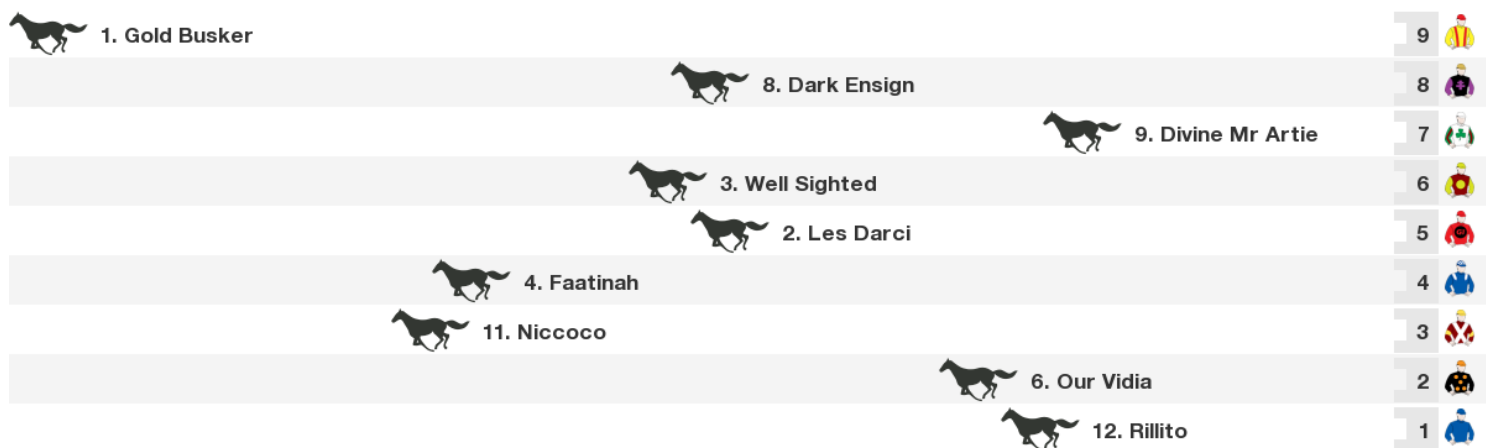 1. Gold Busker 9
8. Dark Ensign 8
9. Divine Mr Artie 7
3. Well Sighted 6
2. Les Darci 5
4. Faatinah 4
11. Niccoco 3
6. Our Vidia 2
12. Rillito 1